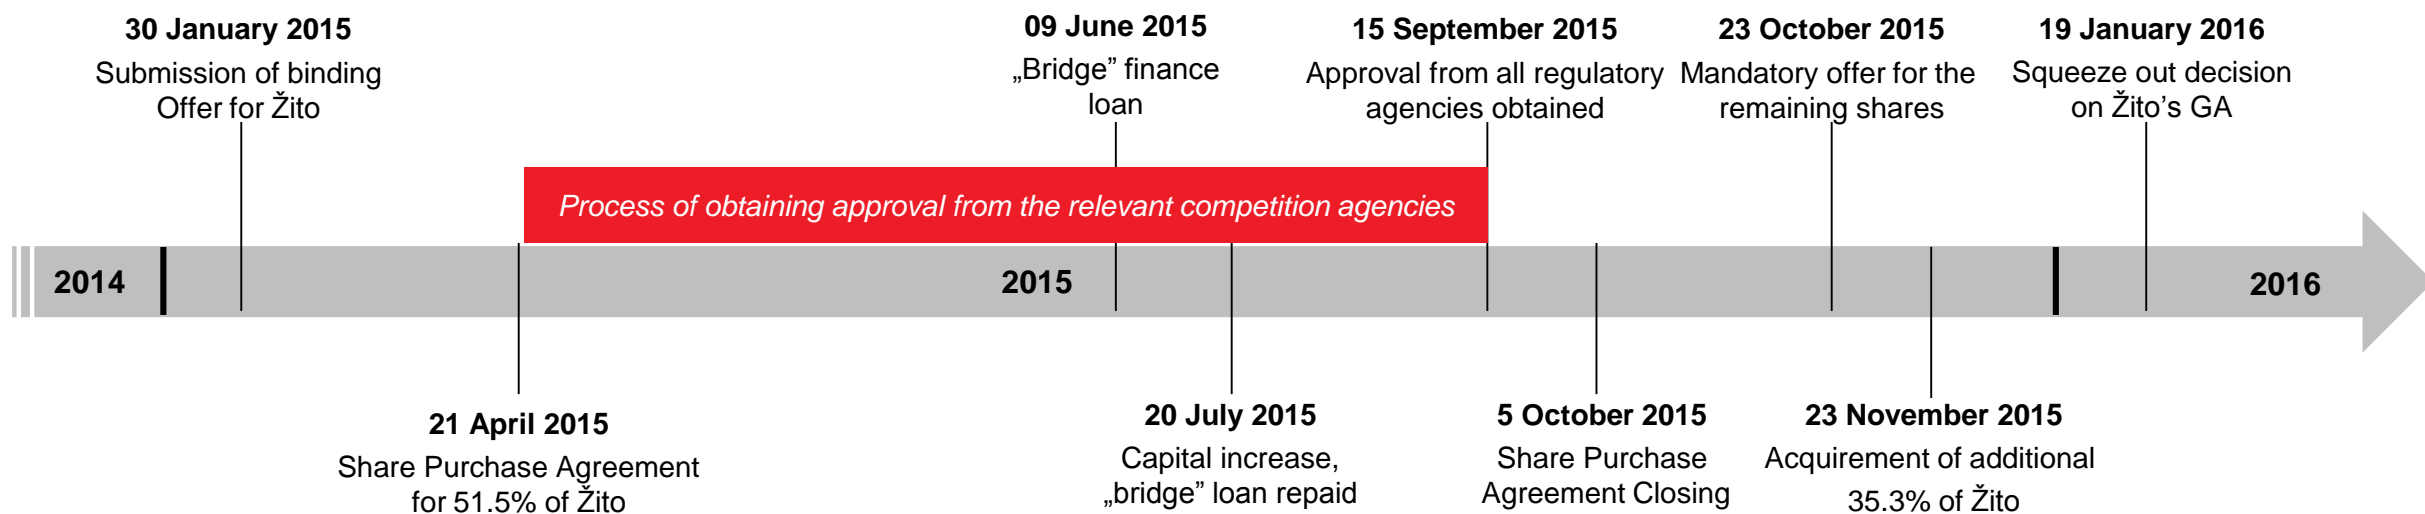 30 January 2015
Submission of binding
Offer for Žito
09 June 2015
„Bridge” finance
loan
15 September 2015
Approval from all regulatory
agencies obtained
23 October 2015
Mandatory offer for the
remaining shares
19 January 2016
Squeeze out decision
on Žito’s GA
Process of obtaining approval from the relevant competition agencies
2014
2015
2016
21 April 2015
Share Purchase Agreement
for 51.5% of Žito
20 July 2015
Capital increase,
„bridge” loan repaid
5 October 2015
Share Purchase
Agreement Closing
23 November 2015
Acquirement of additional
35.3% of Žito